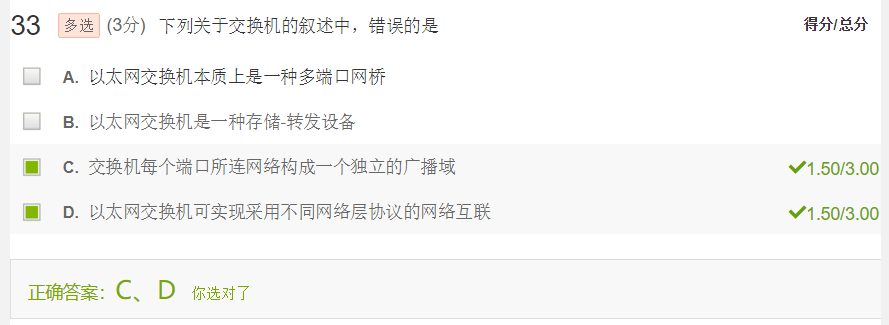 33 多选 (3分) 下列关于交换机的叙述中，错误的是 得分/总分
A. 以太网交换机本质上是一种多端口网桥
B. 以太网交换机是一种存储-转发设备
C. 交换机每个端口所连网络构成一个独立的广播域 1.50/3.00
D. 以太网交换机可实现采用不同网络层协议的网络互联 1.50/3.00
正确答案：C、D 你选对了